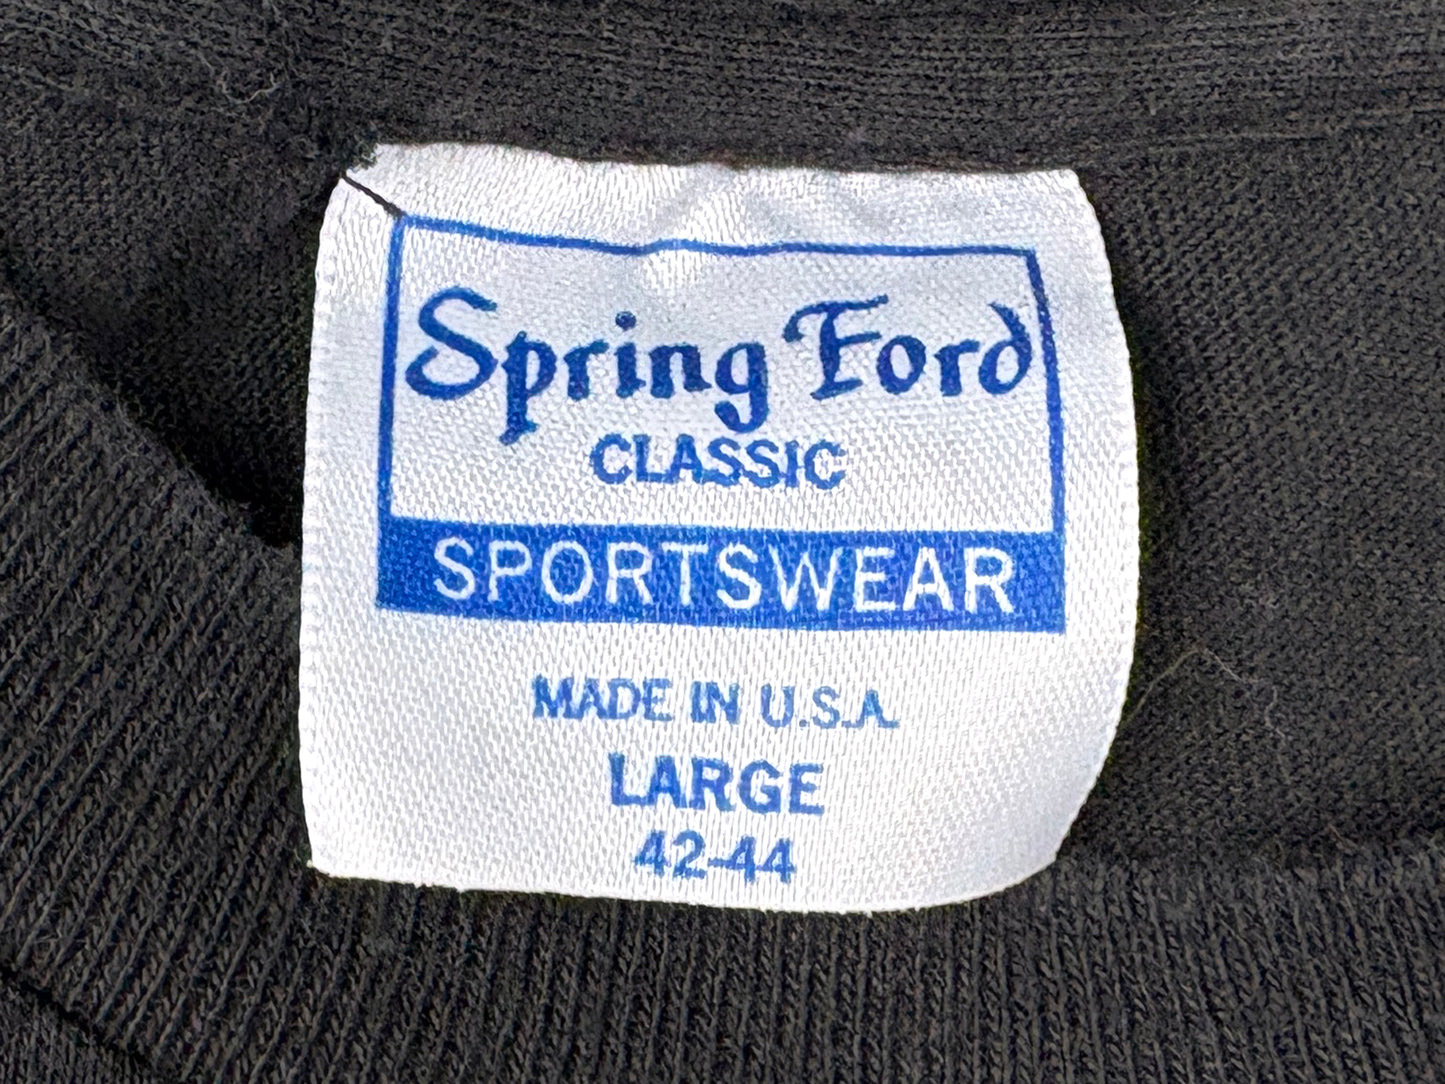 Spring Ford
CLASSIC
SPORTSWEAR
MADE IN U.S.A.
LARGE
42-44